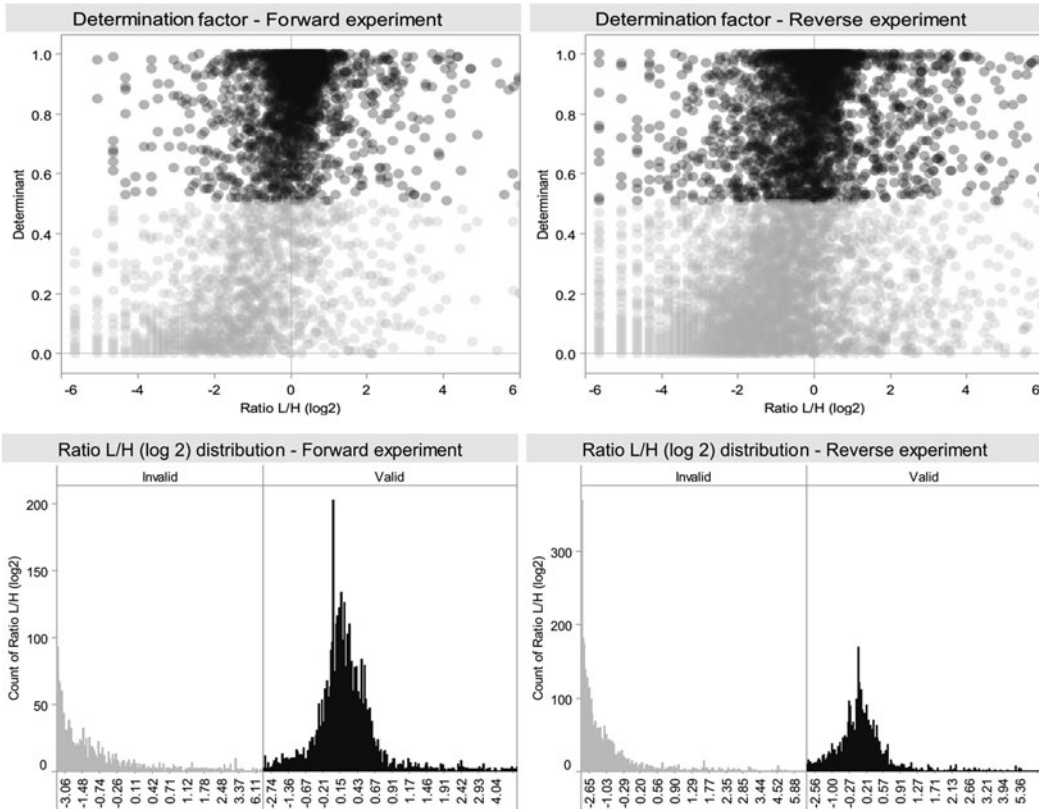 Determination factor - Forward experiment
Determinant
1.0
0.8
0.6
0.4
0.2
0.0
-6 -4 -2 0 2 4 6
Ratio L/H (log2)
Determination factor - Reverse experiment
Determinant
1.0
0.8
0.6
0.4
0.2
0.0
-6 -4 -2 0 2 4 6
Ratio L/H (log2)
Ratio L/H (log 2) distribution - Forward experiment
Invalid Valid
Count of Ratio L/H (log2)
200
150
100
50
0
-3.06 -1.48 -0.74 -0.26 0.11 0.42 0.71 1.12 1.78 2.48 3.37 6.11
-2.74 -1.36 -0.67 -0.21 0.15 0.43 0.67 0.91 1.17 1.46 1.91 2.42 2.93 4.04
Ratio L/H (log 2) distribution - Reverse experiment
Invalid Valid
Count of Ratio L/H (log2)
300
200
100
0
-2.65 -1.57 -1.03 -0.29 0.20 0.56 0.90 1.29 1.77 2.35 2.85 3.44 4.52 5.88
-2.56 -1.00 -1.27 0.21 0.57 0.91 1.27 1.71 2.13 2.66 3.21 3.94 5.36